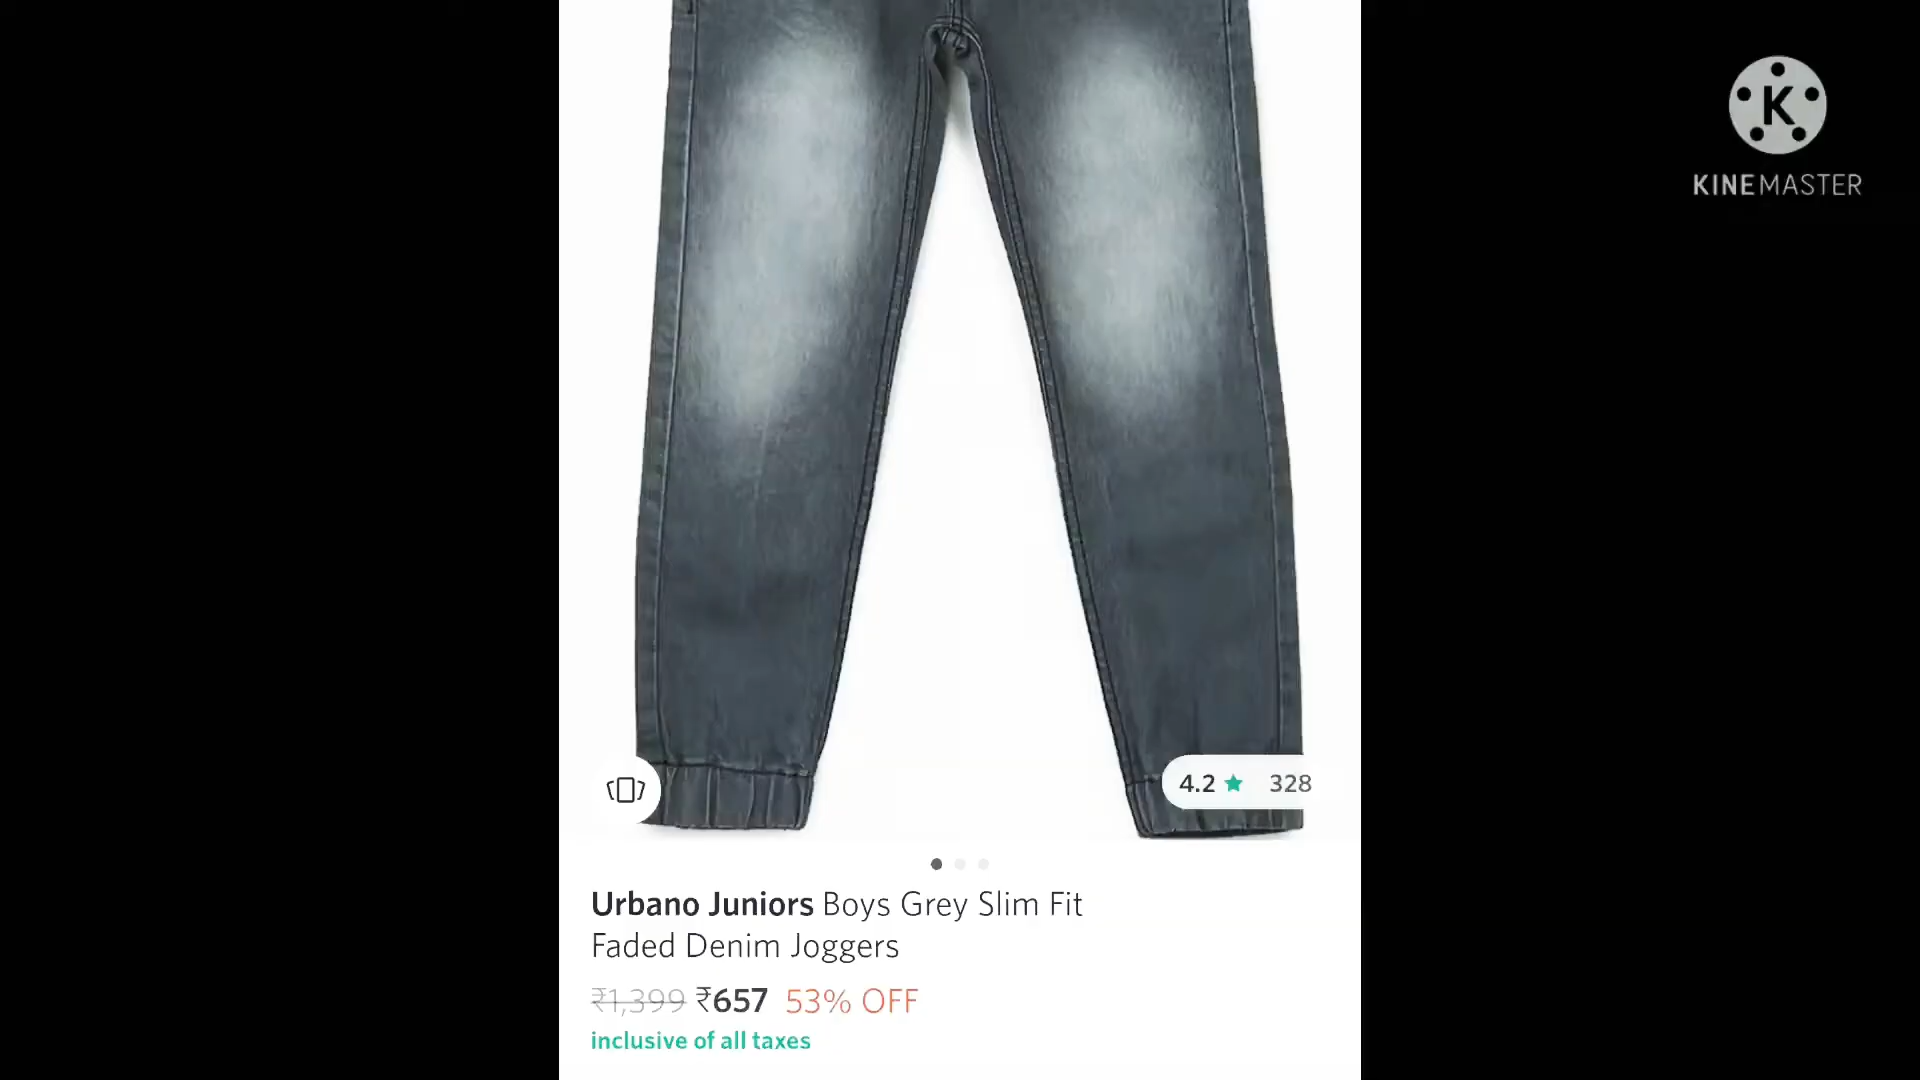 K
KINEMASTER
4.2 ★ 328
Urbano Juniors Boys Grey Slim Fit
Faded Denim Joggers
₹1,399 ₹657 53% OFF
inclusive of all taxes